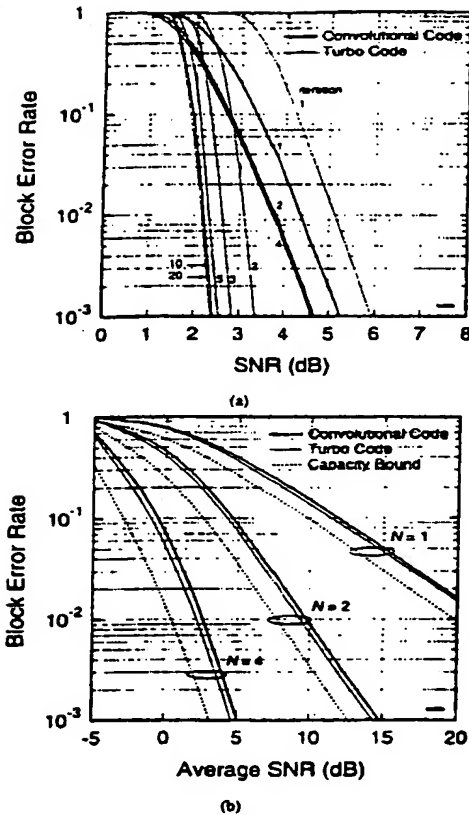 1
Convolutional Code
Turbo Code
iteration
1
10⁻¹
1
Block Error Rate
10⁻²
2
4
10
20
5
3
2
10⁻³
0 1 2 3 4 5 6 7 8
SNR (dB)
(a)
1
Convolutional Code
Turbo Code
Capacity Bound
10⁻¹
N = 1
Block Error Rate
10⁻²
N = 2
N = 4
10⁻³
-5 0 5 10 15 20
Average SNR (dB)
(b)